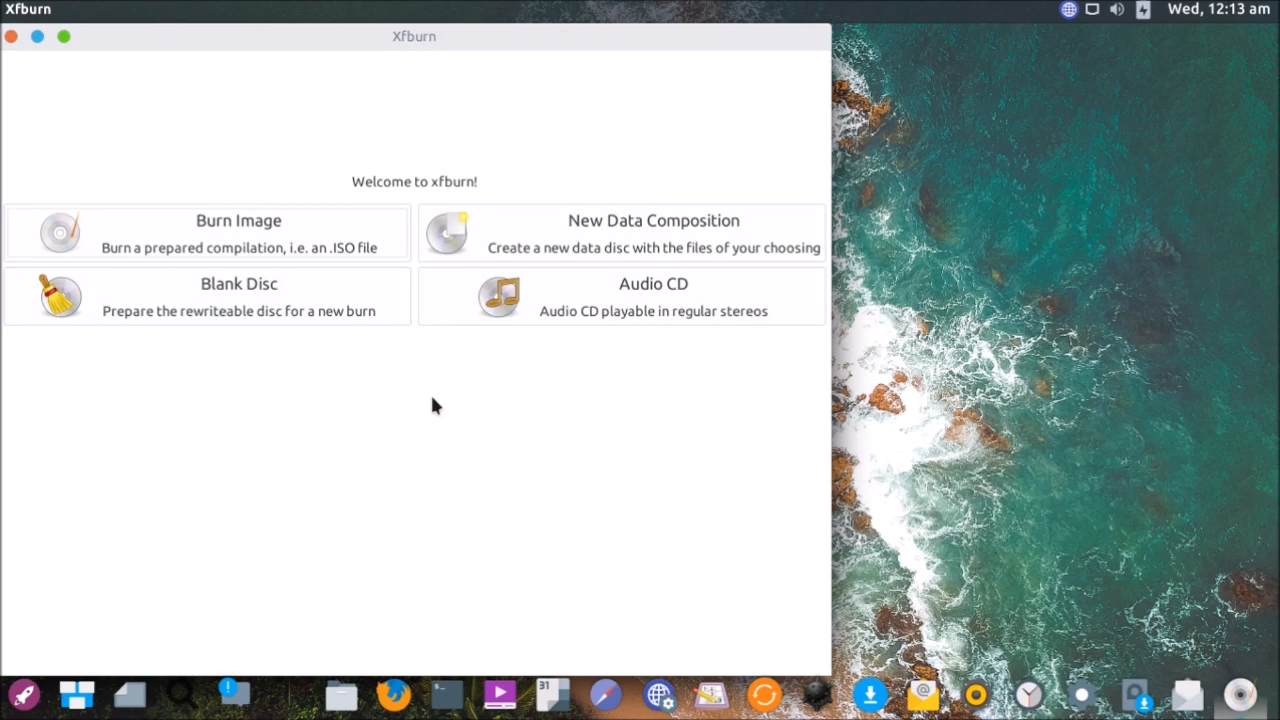 Xfburn
Wed, 12:13 am
Xfburn
Welcome to xfburn!
Burn Image
Burn a prepared compilation, i.e. an .ISO file
New Data Composition
Create a new data disc with the files of your choosing
Blank Disc
Prepare the rewriteable disc for a new burn
Audio CD
Audio CD playable in regular stereos
31